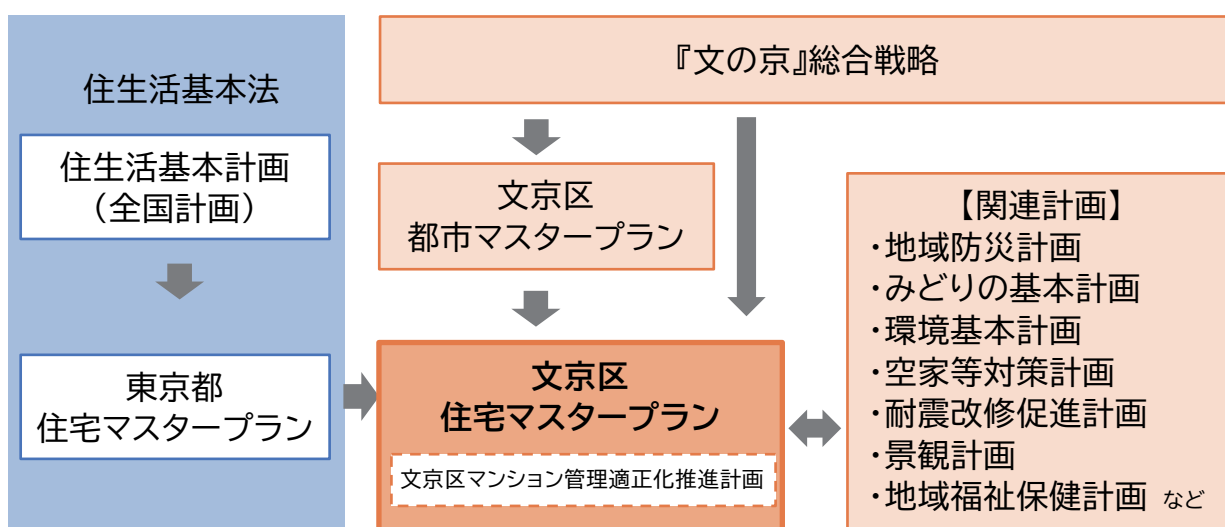 住生活基本法
住生活基本計画
（全国計画）
東京都
住宅マスタープラン
『文の京』総合戦略
文京区
都市マスタープラン
文京区
住宅マスタープラン
文京区マンション管理適正化推進計画
【関連計画】
・地域防災計画
・みどりの基本計画
・環境基本計画
・空家等対策計画
・耐震改修促進計画
・景観計画
・地域福祉保健計画 など